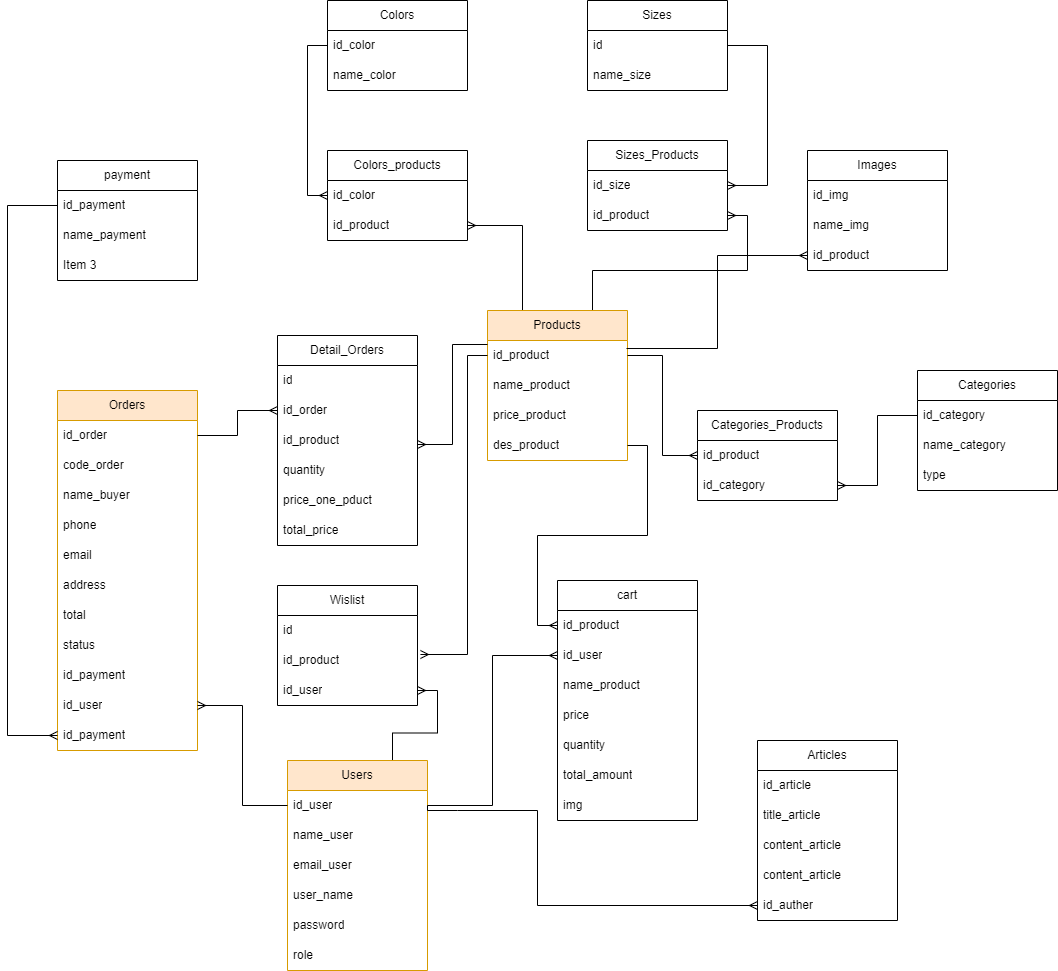 Colors
id_color
name_color
Sizes
id
name_size
payment
id_payment
name_payment
Item 3
Colors_products
id_color
id_product
Sizes_Products
id_size
id_product
Images
id_img
name_img
id_product
Products
id_product
name_product
price_product
des_product
Detail_Orders
id
id_order
id_product
quantity
price_one_pduct
total_price
Orders
id_order
code_order
name_buyer
phone
email
address
total
status
id_payment
id_user
id_payment
Categories_Products
id_product
id_category
Categories
id_category
name_category
type
Wislist
id
id_product
id_user
cart
id_product
id_user
name_product
price
quantity
total_amount
img
Users
id_user
name_user
email_user
user_name
password
role
Articles
id_article
title_article
content_article
content_article
id_auther